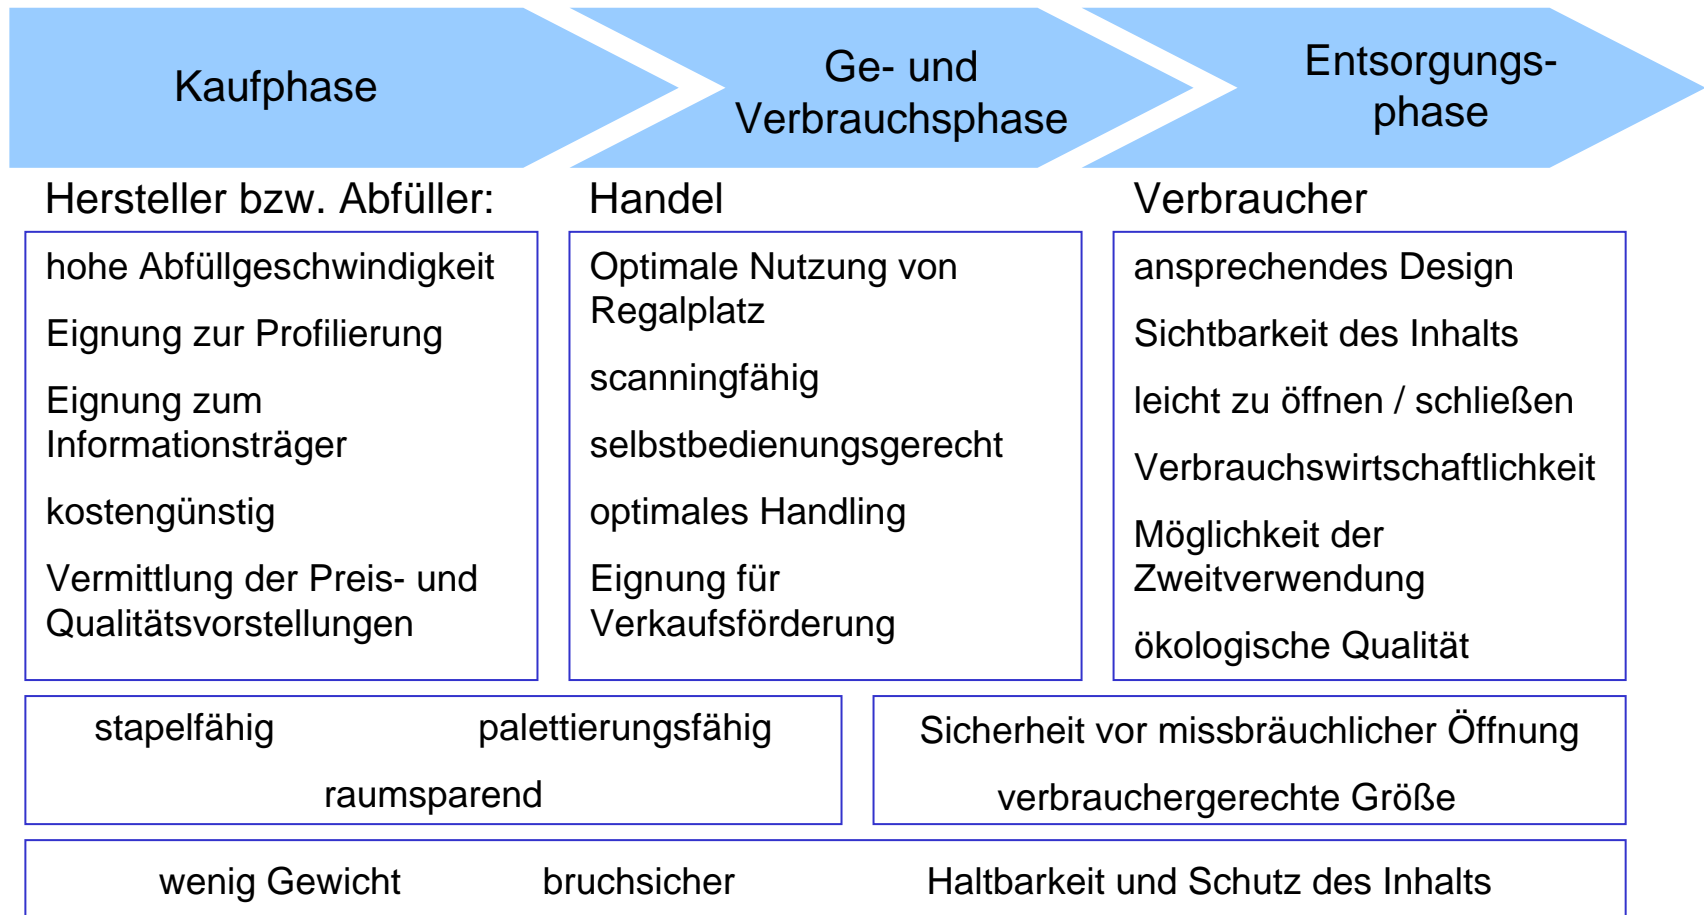 Kaufphase
Ge- und
Verbrauchsphase
Entsorgungs-
phase
Hersteller bzw. Abfüller:
hohe Abfüllgeschwindigkeit
Eignung zur Profilierung
Eignung zum
Informationsträger
kostengünstig
Vermittlung der Preis- und
Qualitätsvorstellungen
Handel
Optimale Nutzung von
Regalplatz
scanningfähig
selbstbedienungsgerecht
optimales Handling
Eignung für
Verkaufsförderung
Verbraucher
ansprechendes Design
Sichtbarkeit des Inhalts
leicht zu öffnen / schließen
Verbrauchswirtschaftlichkeit
Möglichkeit der
Zweitverwendung
ökologische Qualität
stapelfähig palettierungsfähig
raumsparend
Sicherheit vor missbräuchlicher Öffnung
verbrauchergerechte Größe
wenig Gewicht bruchsicher Haltbarkeit und Schutz des Inhalts